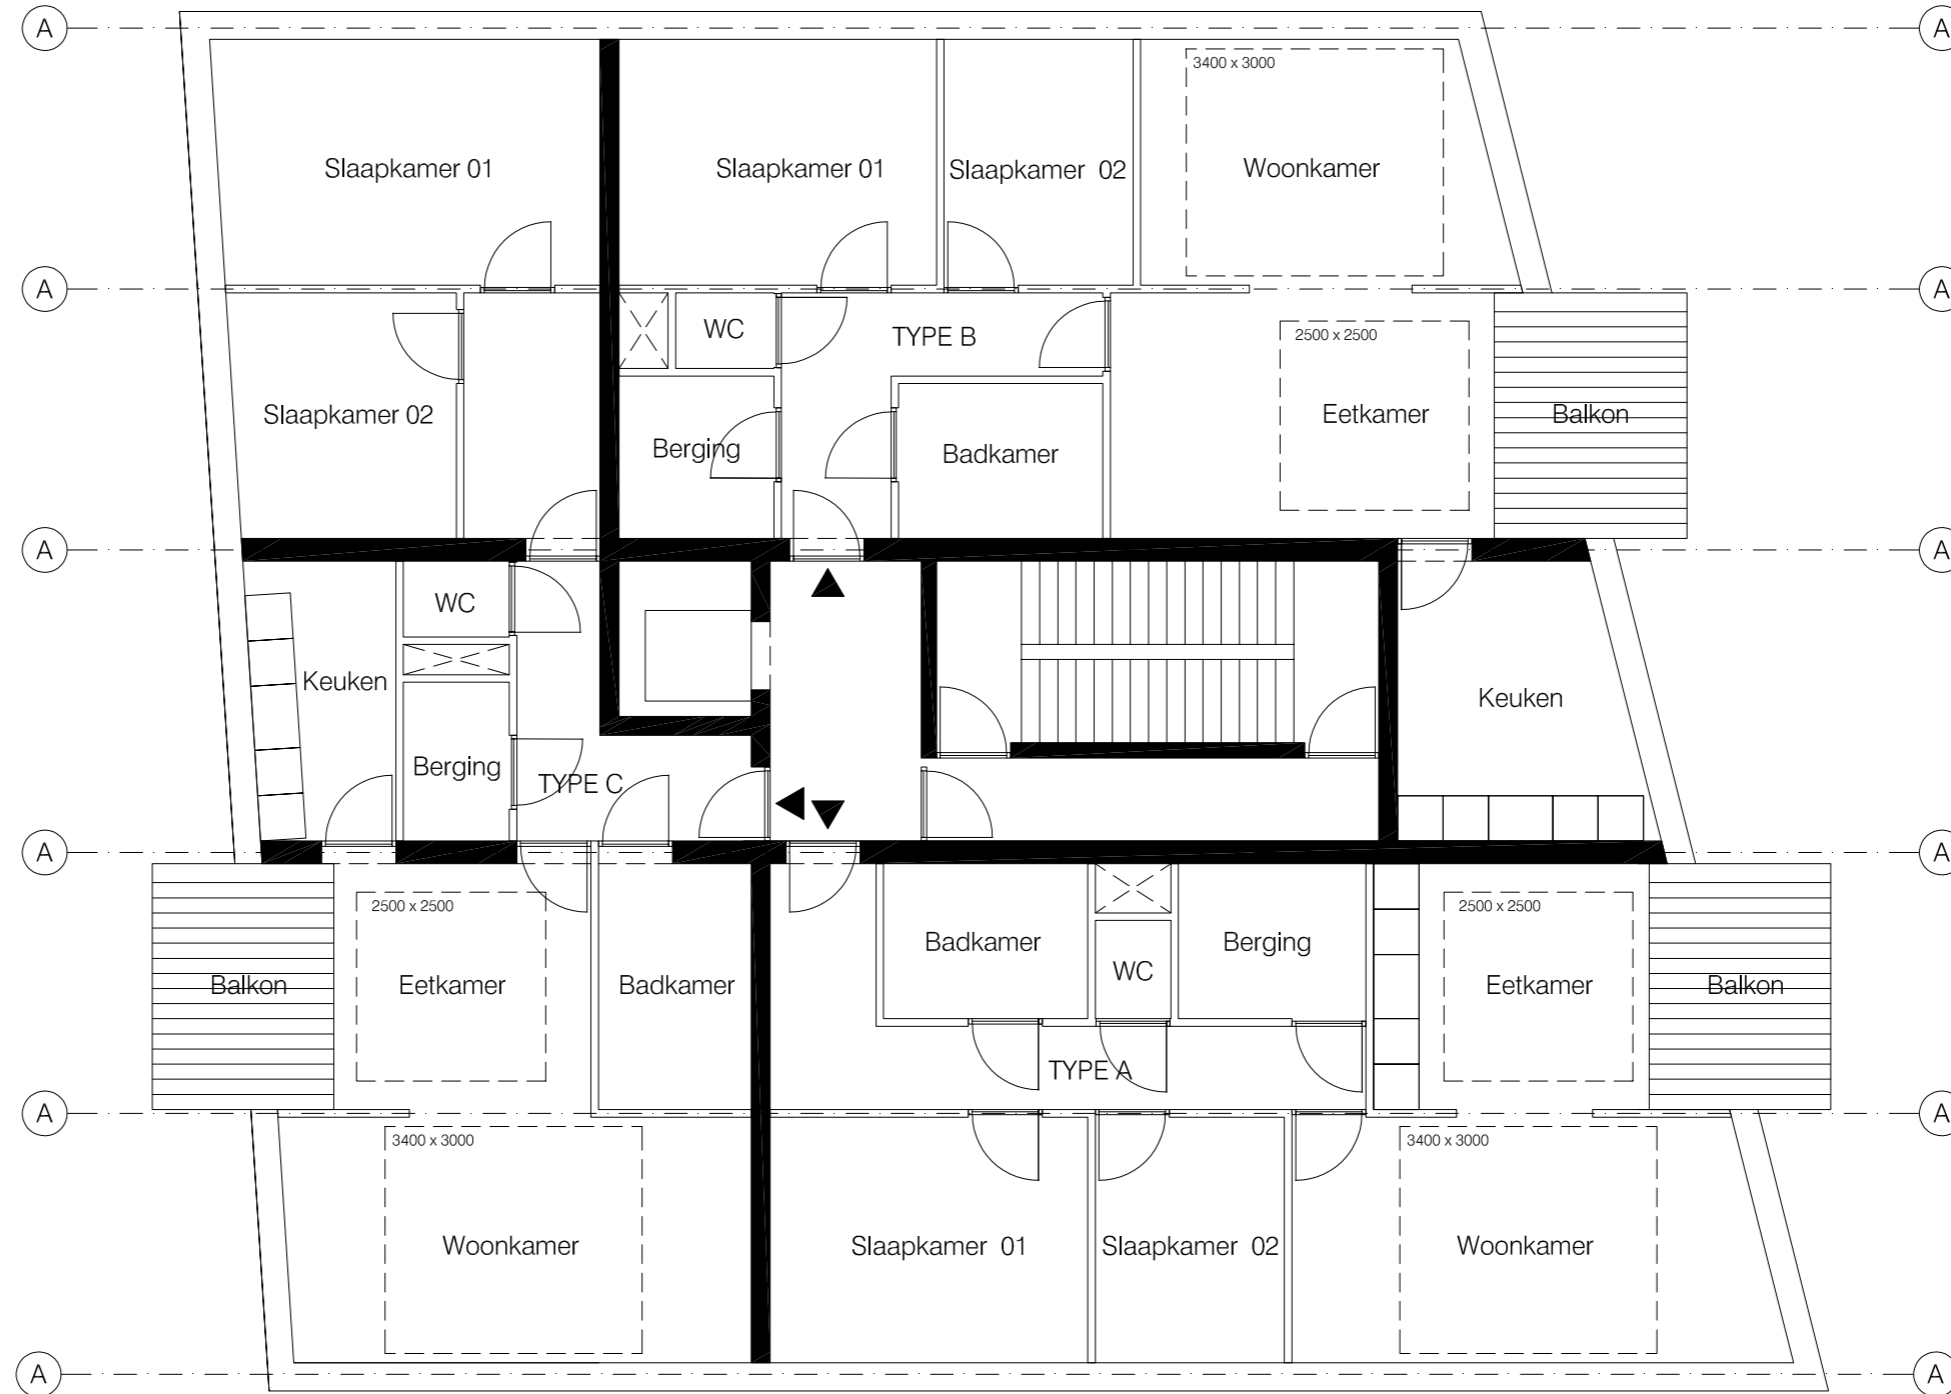 A A
3400 x 3000
Slaapkamer 01 Slaapkamer 01 Slaapkamer 02 Woonkamer
A A
WC TYPE B 2500 x 2500
Slaapkamer 02 Eetkamer Balkon
Berging Badkamer
A A
WC
Keuken Keuken
Berging TYPE C
A A
2500 x 2500 2500 x 2500
Badkamer WC Berging
Balkon Eetkamer Badkamer Eetkamer Balkon
TYPE A
A A
3400 x 3000 3400 x 3000
Woonkamer Slaapkamer 01 Slaapkamer 02 Woonkamer
A A